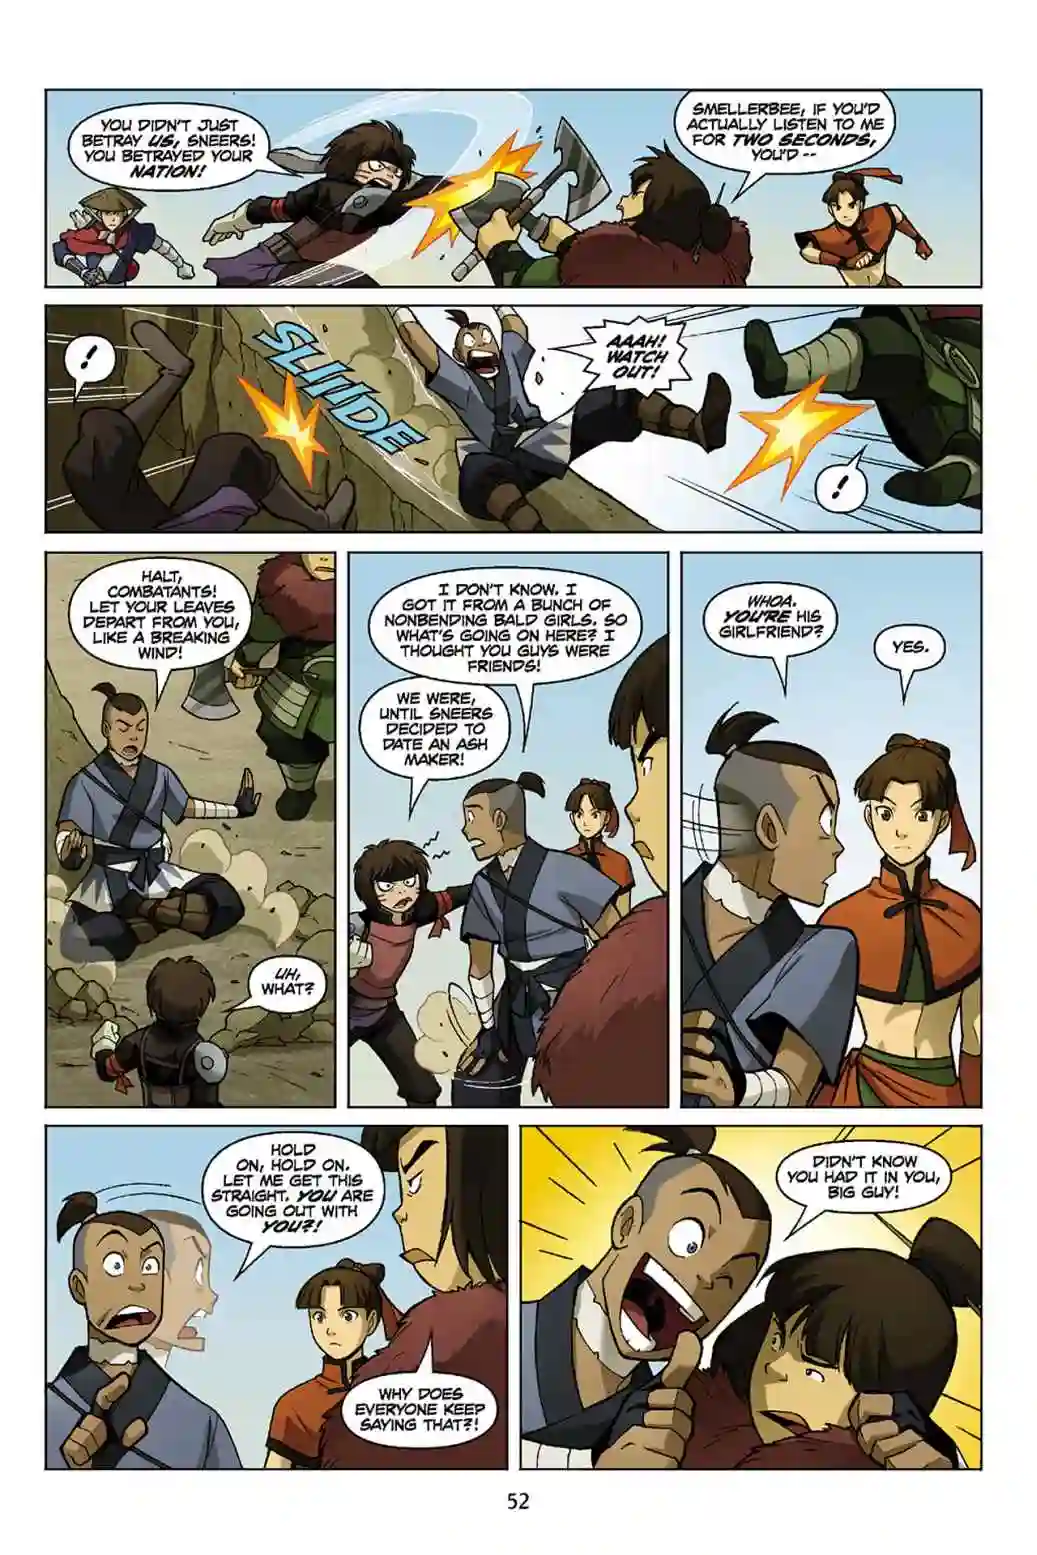 YOU DIDN'T JUST
BETRAY US, SNEERS!
YOU BETRAYED YOUR
NATION!
SMELLERBEE, IF YOU'D
ACTUALLY LISTEN TO ME
FOR TWO SECONDS,
YOU'D --
!
SLIIIDE
AAAH!
WATCH
OUT!
!
HALT,
COMBATANTS!
LET YOUR LEAVES
DEPART FROM YOU,
LIKE A BREAKING
WIND!
UH,
WHAT?
I DON'T KNOW. I
GOT IT FROM A BUNCH OF
NONBENDING BALD GIRLS. SO
WHAT'S GOING ON HERE? I
THOUGHT YOU GUYS WERE
FRIENDS!
WE WERE,
UNTIL SNEERS
DECIDED TO
DATE AN ASH
MAKER!
WHOA.
YOU'RE HIS
GIRLFRIEND?
YES.
HOLD
ON, HOLD ON.
LET ME GET THIS
STRAIGHT. YOU ARE
GOING OUT WITH
YOU?!
WHY DOES
EVERYONE KEEP
SAYING THAT?!
DIDN'T KNOW
YOU HAD IT IN YOU,
BIG GUY!
52